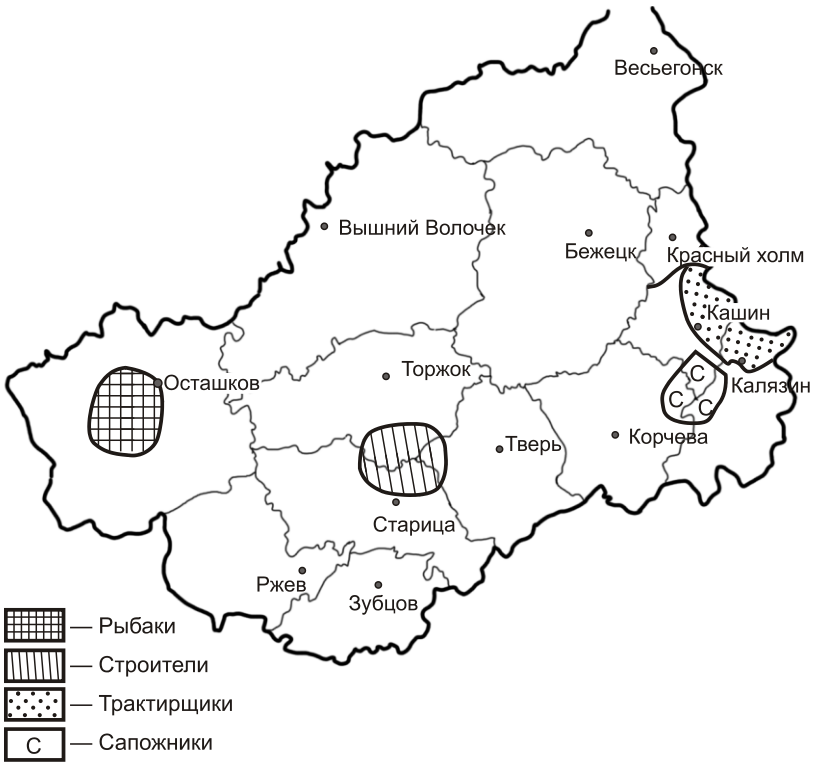 Весьегонск
Вышний Волочек
Бежецк
Красный холм
Кашин
Торжок
Осташков
С
Калязин
С
С
Корчева
Тверь
Старица
Ржев
Зубцов
— Рыбаки
— Строители
— Трактирщики
С — Сапожники